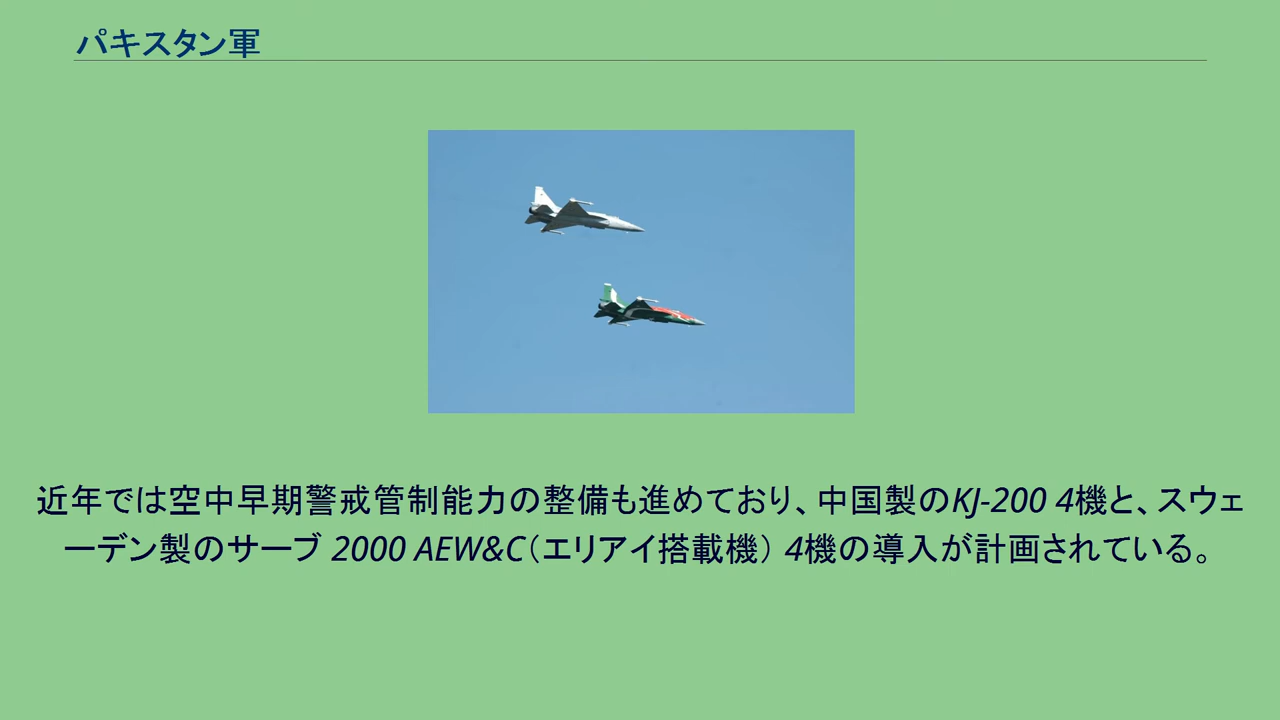 パキスタン軍
近年では空中早期警戒管制能力の整備も進めており、中国製のKJ-200 4機と、スウェ
ーデン製のサーブ 2000 AEW&C（エリアイ搭載機） 4機の導入が計画されている。